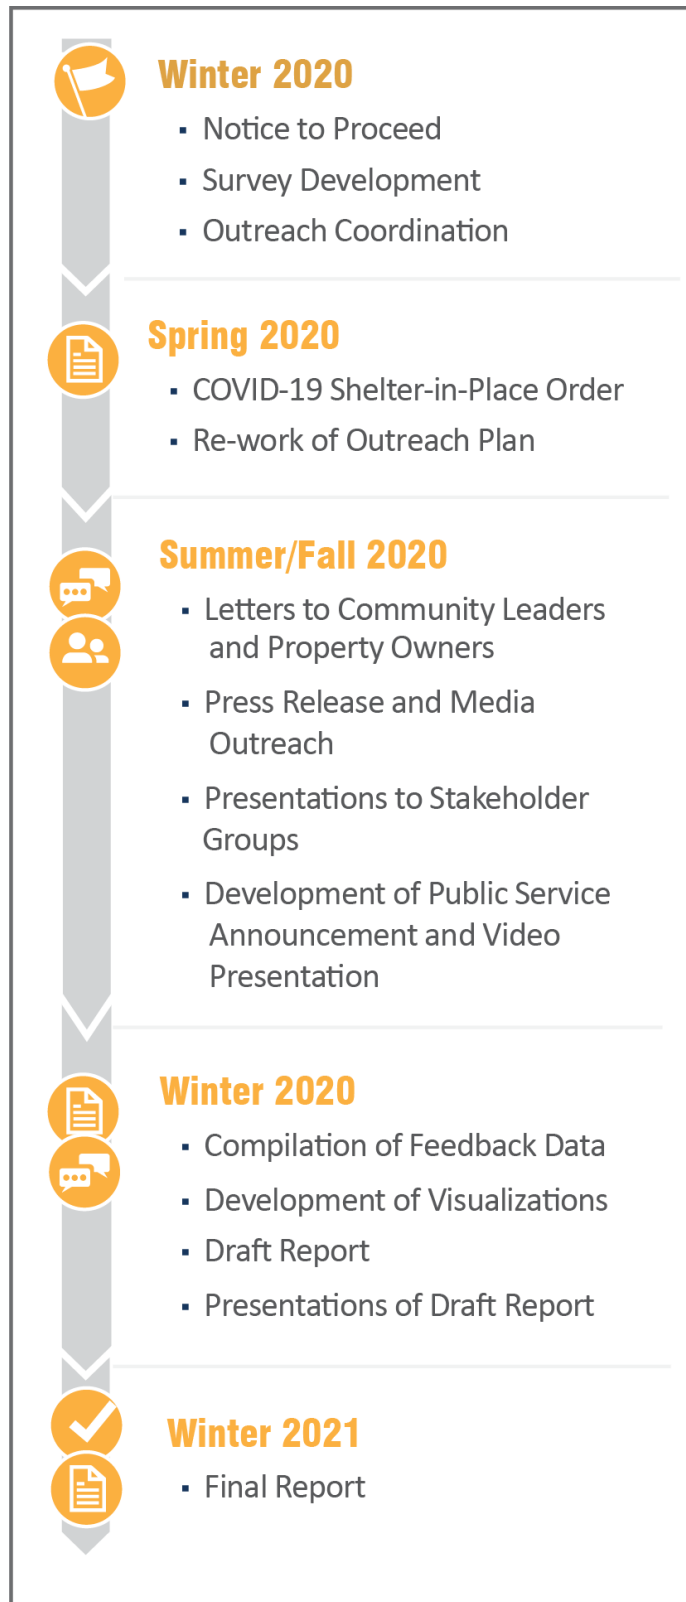 Winter 2020
▪ Notice to Proceed
▪ Survey Development
▪ Outreach Coordination
Spring 2020
▪ COVID-19 Shelter-in-Place Order
▪ Re-work of Outreach Plan
Summer/Fall 2020
▪ Letters to Community Leaders
and Property Owners
▪ Press Release and Media
Outreach
▪ Presentations to Stakeholder
Groups
▪ Development of Public Service
Announcement and Video
Presentation
Winter 2020
▪ Compilation of Feedback Data
▪ Development of Visualizations
▪ Draft Report
▪ Presentations of Draft Report
Winter 2021
▪ Final Report